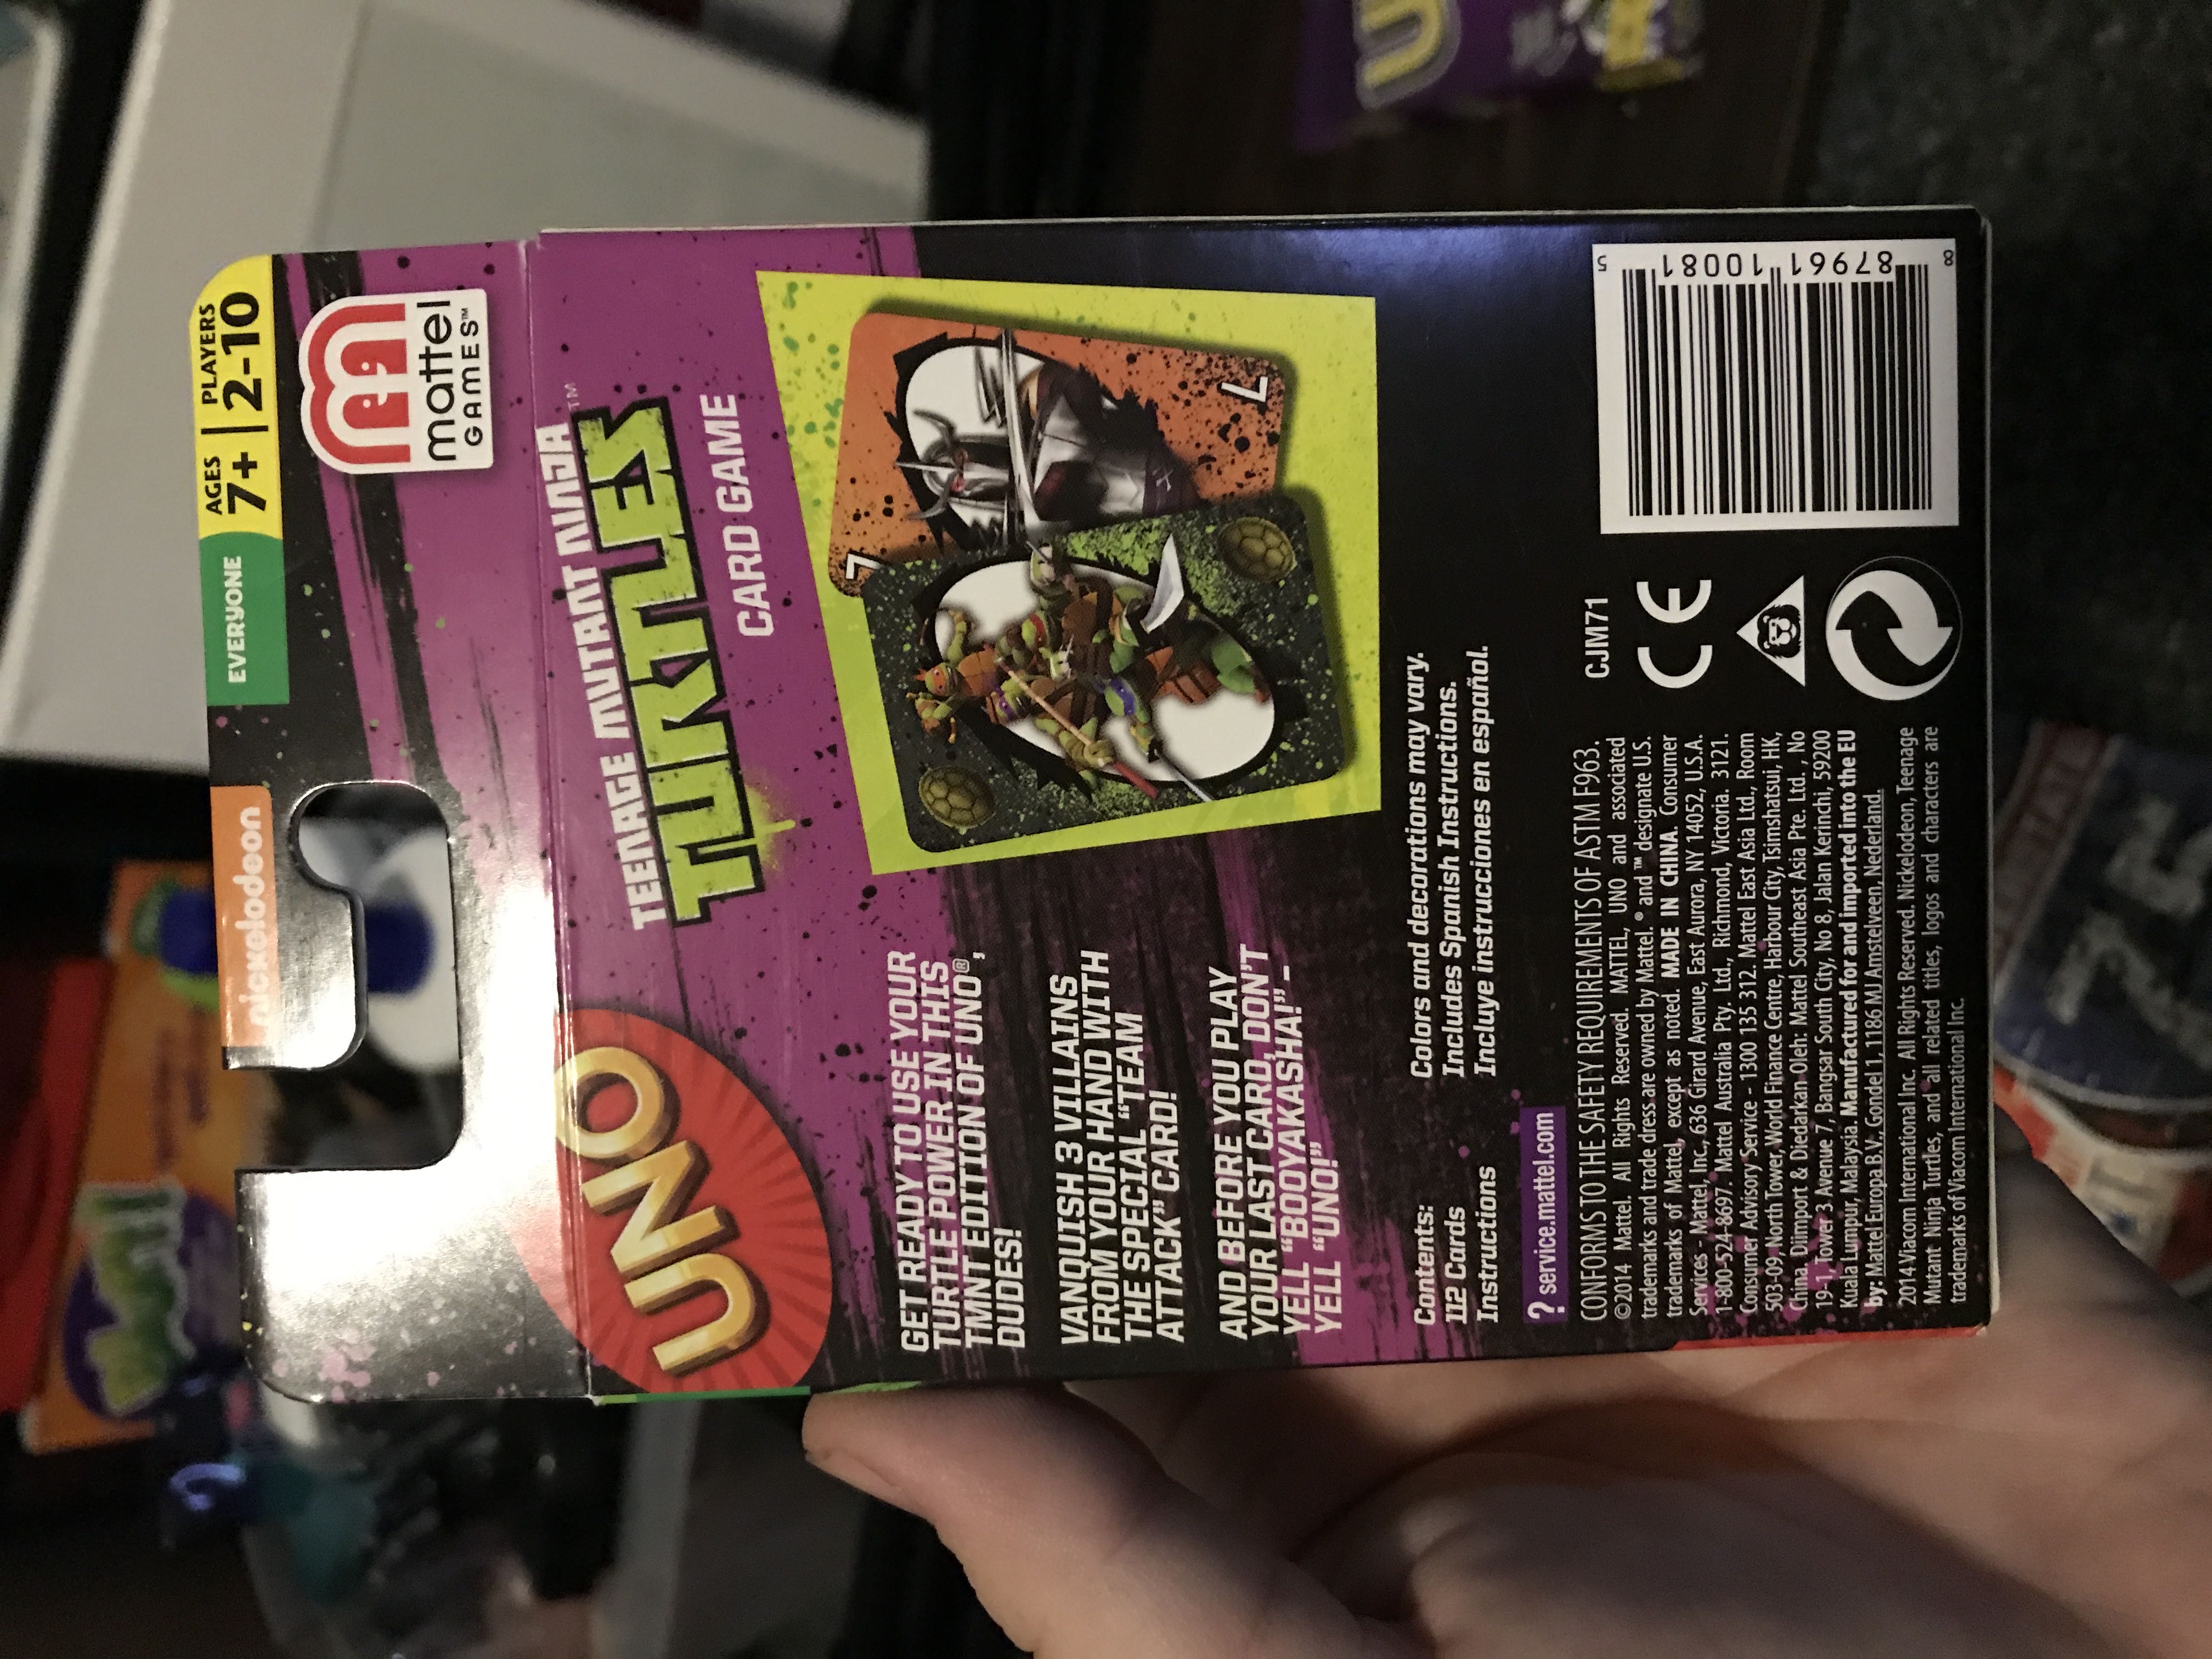 nickelodeon
EVERYONE
AGES
7+
PLAYERS
2-10
mattel
GAMES™
UNO
TEENAGE MUTANT NINJA
TURTLES™
CARD GAME
GET READY TO USE YOUR
TURTLE POWER IN THIS
TMNT EDITION OF UNO®,
DUDES!
VANQUISH 3 VILLAINS
FROM YOUR HAND WITH
THE SPECIAL "TEAM
ATTACK" CARD!
AND BEFORE YOU PLAY
YOUR LAST CARD, DON'T
YELL "BOOYAKASHA!" –
YELL "UNO!"
7
7
Contents:
112 Cards
Instructions
Colors and decorations may vary.
Includes Spanish Instructions.
Incluye instrucciones en español.
? service.mattel.com
CONFORMS TO THE SAFETY REQUIREMENTS OF ASTM F963.
©2014 Mattel. All Rights Reserved. MATTEL, UNO and associated
trademarks and trade dress are owned by Mattel. ® and ™ designate U.S.
trademarks of Mattel, except as noted. MADE IN CHINA. Consumer
Services - Mattel, Inc., 636 Girard Avenue, East Aurora, NY 14052, U.S.A.
1-800-524-8697. Mattel Australia Pty. Ltd., Richmond, Victoria. 3121.
Consumer Advisory Service - 1300 135 312. Mattel East Asia Ltd., Room
503-09, North Tower, World Finance Centre, Harbour City, Tsimshatsui, HK,
China. Diimport & Diedarkan Oleh: Mattel Southeast Asia Pte. Ltd. , No
19-1, Tower 3 Avenue 7, Bangsar South City, No 8, Jalan Kerinchi, 59200
Kuala Lumpur, Malaysia. Manufactured for and imported into the EU
by: Mattel Europa B.V., Gondel 1, 1186 MJ Amstelveen, Nederland.
2014 Viacom International Inc. All Rights Reserved. Nickelodeon, Teenage
Mutant Ninja Turtles, and all related titles, logos and characters are
trademarks of Viacom International Inc.
CJM71
CE
8 87961 10081 5
U
75